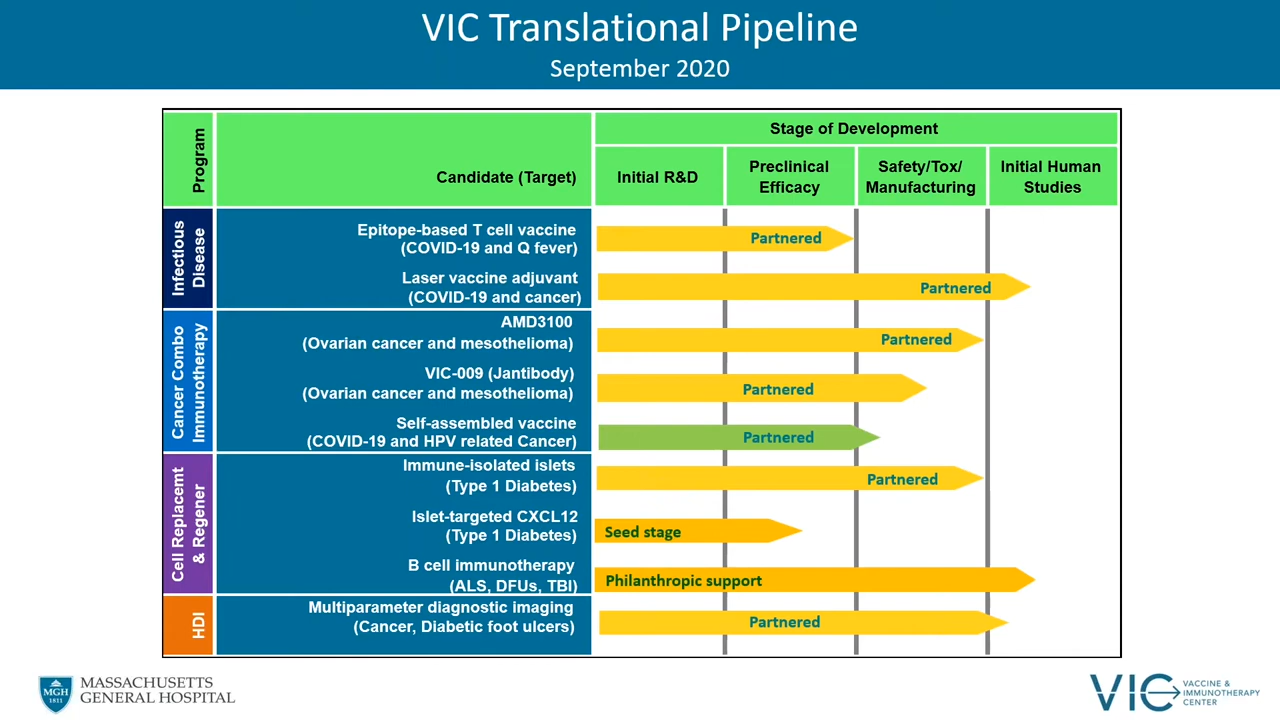 VIC Translational Pipeline
September 2020
Program
Candidate (Target)
Stage of Development
Initial R&D
Preclinical
Efficacy
Safety/Tox/
Manufacturing
Initial Human
Studies
Infectious
Disease
Epitope-based T cell vaccine
(COVID-19 and Q fever)
Partnered
Laser vaccine adjuvant
(COVID-19 and cancer)
Partnered
Cancer Combo
Immunotherapy
AMD3100
(Ovarian cancer and mesothelioma)
Partnered
VIC-009 (Jantibody)
(Ovarian cancer and mesothelioma)
Partnered
Self-assembled vaccine
(COVID-19 and HPV related Cancer)
Partnered
Cell Replacemt
& Regener
Immune-isolated islets
(Type 1 Diabetes)
Partnered
Islet-targeted CXCL12
(Type 1 Diabetes)
Seed stage
B cell immunotherapy
(ALS, DFUs, TBI)
Philanthropic support
HDI
Multiparameter diagnostic imaging
(Cancer, Diabetic foot ulcers)
Partnered
MGH
1811
MASSACHUSETTS
GENERAL HOSPITAL
VIC
VACCINE &
IMMUNOTHERAPY
CENTER